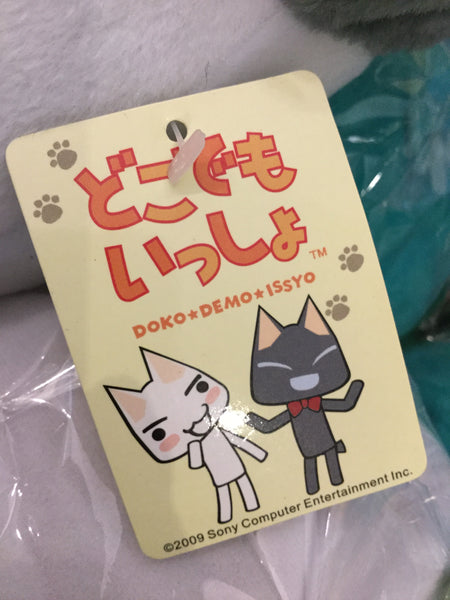 どこでも
いっしょ™
DOKO★DEMO★ISSYO
©2009 Sony Computer Entertainment Inc.